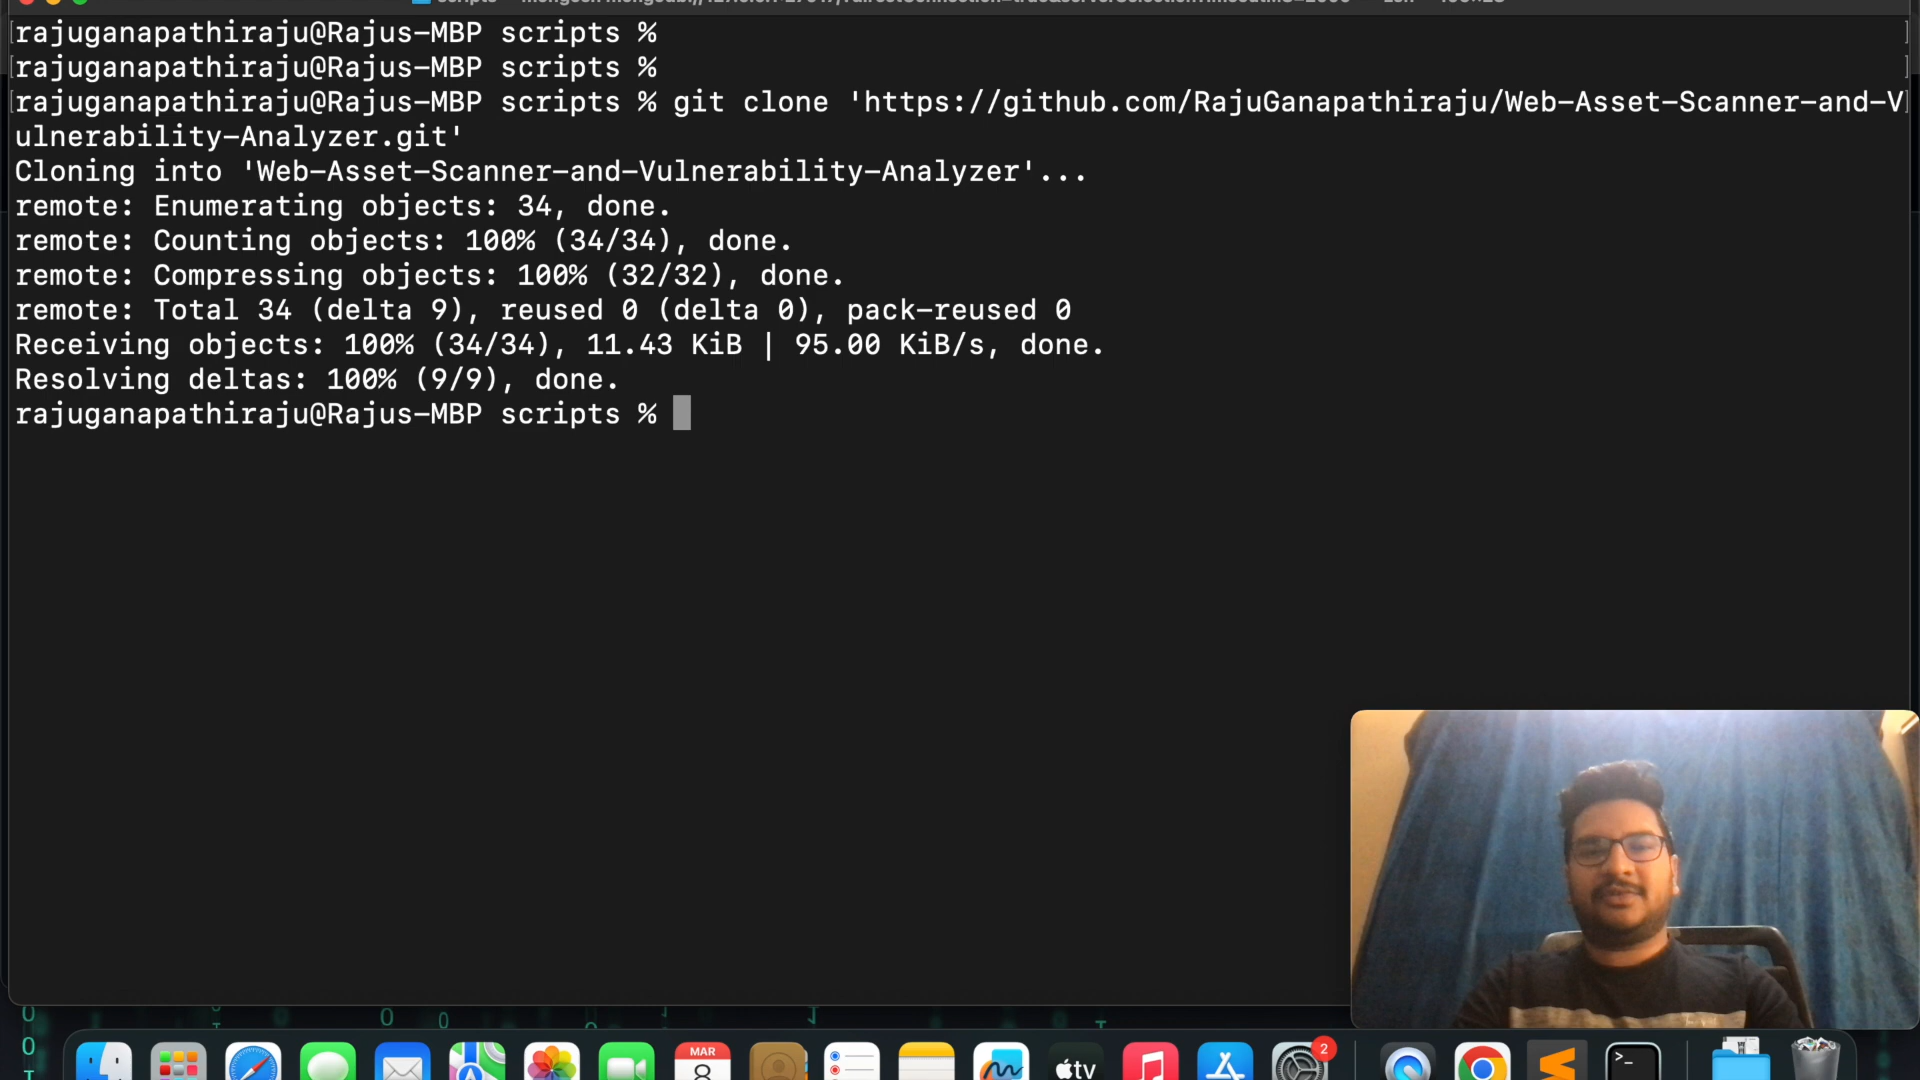 [rajuganapathiraju@Rajus-MBP scripts % ]
[rajuganapathiraju@Rajus-MBP scripts % ]
[rajuganapathiraju@Rajus-MBP scripts % git clone 'https://github.com/RajuGanapathiraju/Web-Asset-Scanner-and-V]
ulnerability-Analyzer.git'
Cloning into 'Web-Asset-Scanner-and-Vulnerability-Analyzer'...
remote: Enumerating objects: 34, done.
remote: Counting objects: 100% (34/34), done.
remote: Compressing objects: 100% (32/32), done.
remote: Total 34 (delta 9), reused 0 (delta 0), pack-reused 0
Receiving objects: 100% (34/34), 11.43 KiB | 95.00 KiB/s, done.
Resolving deltas: 100% (9/9), done.
rajuganapathiraju@Rajus-MBP scripts %
MAR
8
tv
2
>_